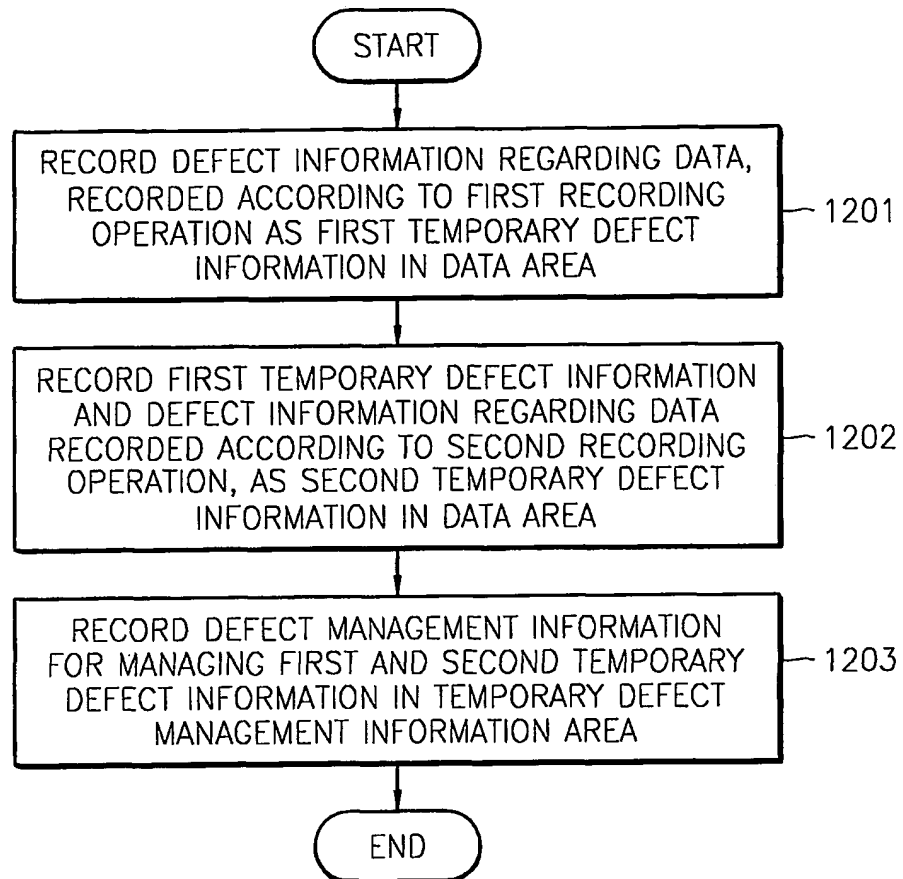 START
RECORD DEFECT INFORMATION REGARDING DATA,
RECORDED ACCORDING TO FIRST RECORDING
OPERATION AS FIRST TEMPORARY DEFECT
INFORMATION IN DATA AREA
1201
RECORD FIRST TEMPORARY DEFECT INFORMATION
AND DEFECT INFORMATION REGARDING DATA
RECORDED ACCORDING TO SECOND RECORDING
OPERATION, AS SECOND TEMPORARY DEFECT
INFORMATION IN DATA AREA
1202
RECORD DEFECT MANAGEMENT INFORMATION
FOR MANAGING FIRST AND SECOND TEMPORARY
DEFECT INFORMATION IN TEMPORARY DEFECT
MANAGEMENT INFORMATION AREA
1203
END